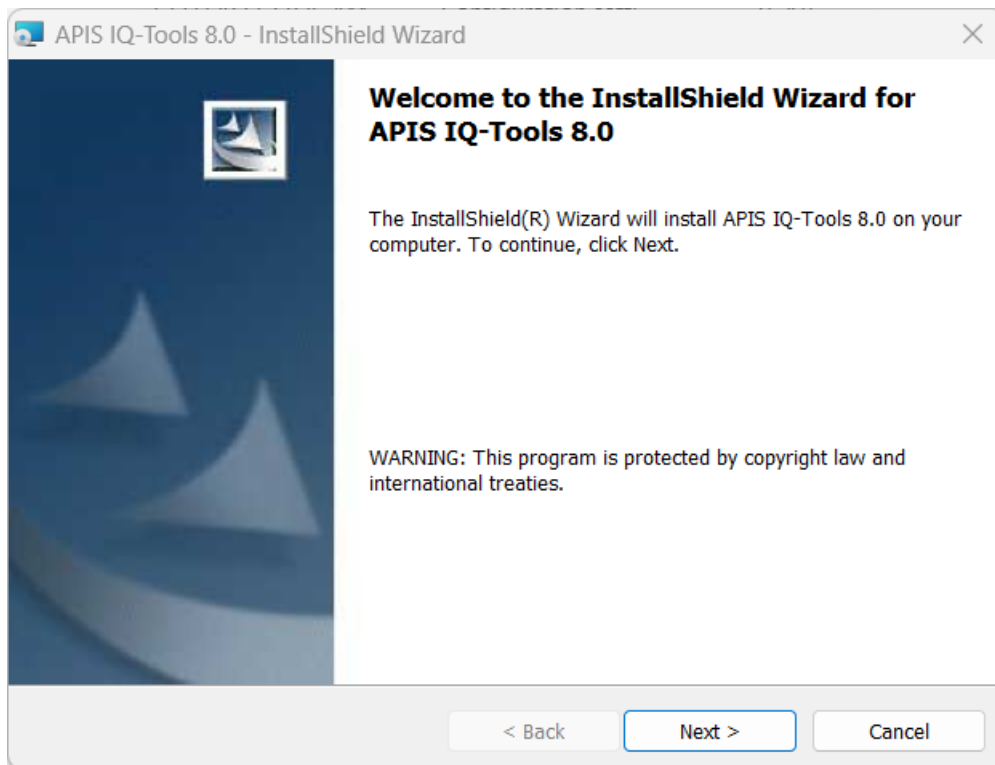 APIS IQ-Tools 8.0 - InstallShield Wizard
Welcome to the InstallShield Wizard for
APIS IQ-Tools 8.0
The InstallShield(R) Wizard will install APIS IQ-Tools 8.0 on your
computer. To continue, click Next.
WARNING: This program is protected by copyright law and
international treaties.
< Back
Next >
Cancel